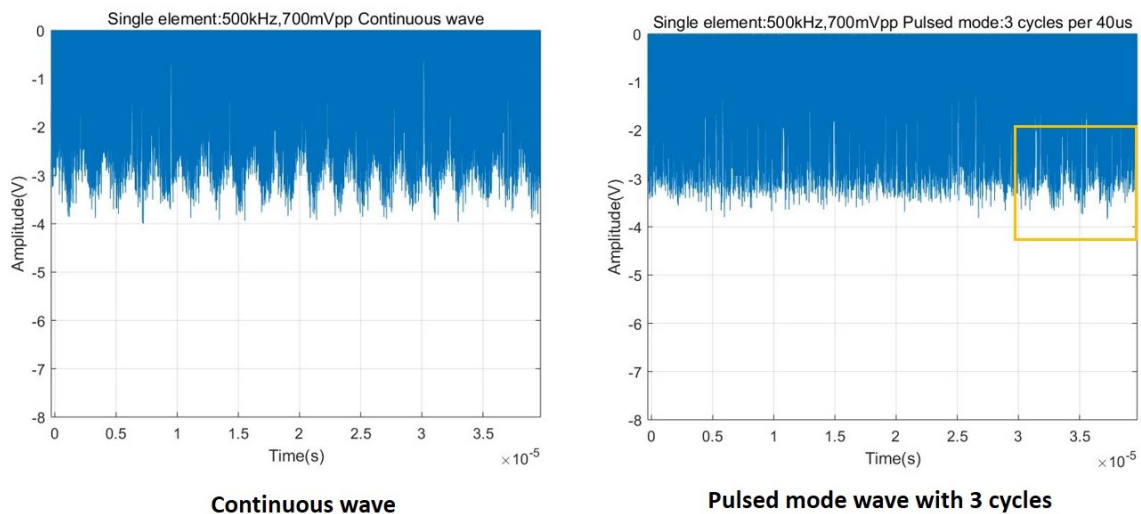 Single element:500kHz,700mVpp Continuous wave
0
-1
-2
-3
-4
-5
-6
-7
-8
Amplitude(V)
0 0.5 1 1.5 2 2.5 3 3.5
Time(s)
×10⁻⁵
Continuous wave
Single element:500kHz,700mVpp Pulsed mode:3 cycles per 40us
0
-1
-2
-3
-4
-5
-6
-7
-8
Amplitude(V)
0 0.5 1 1.5 2 2.5 3 3.5
Time(s)
×10⁻⁵
Pulsed mode wave with 3 cycles